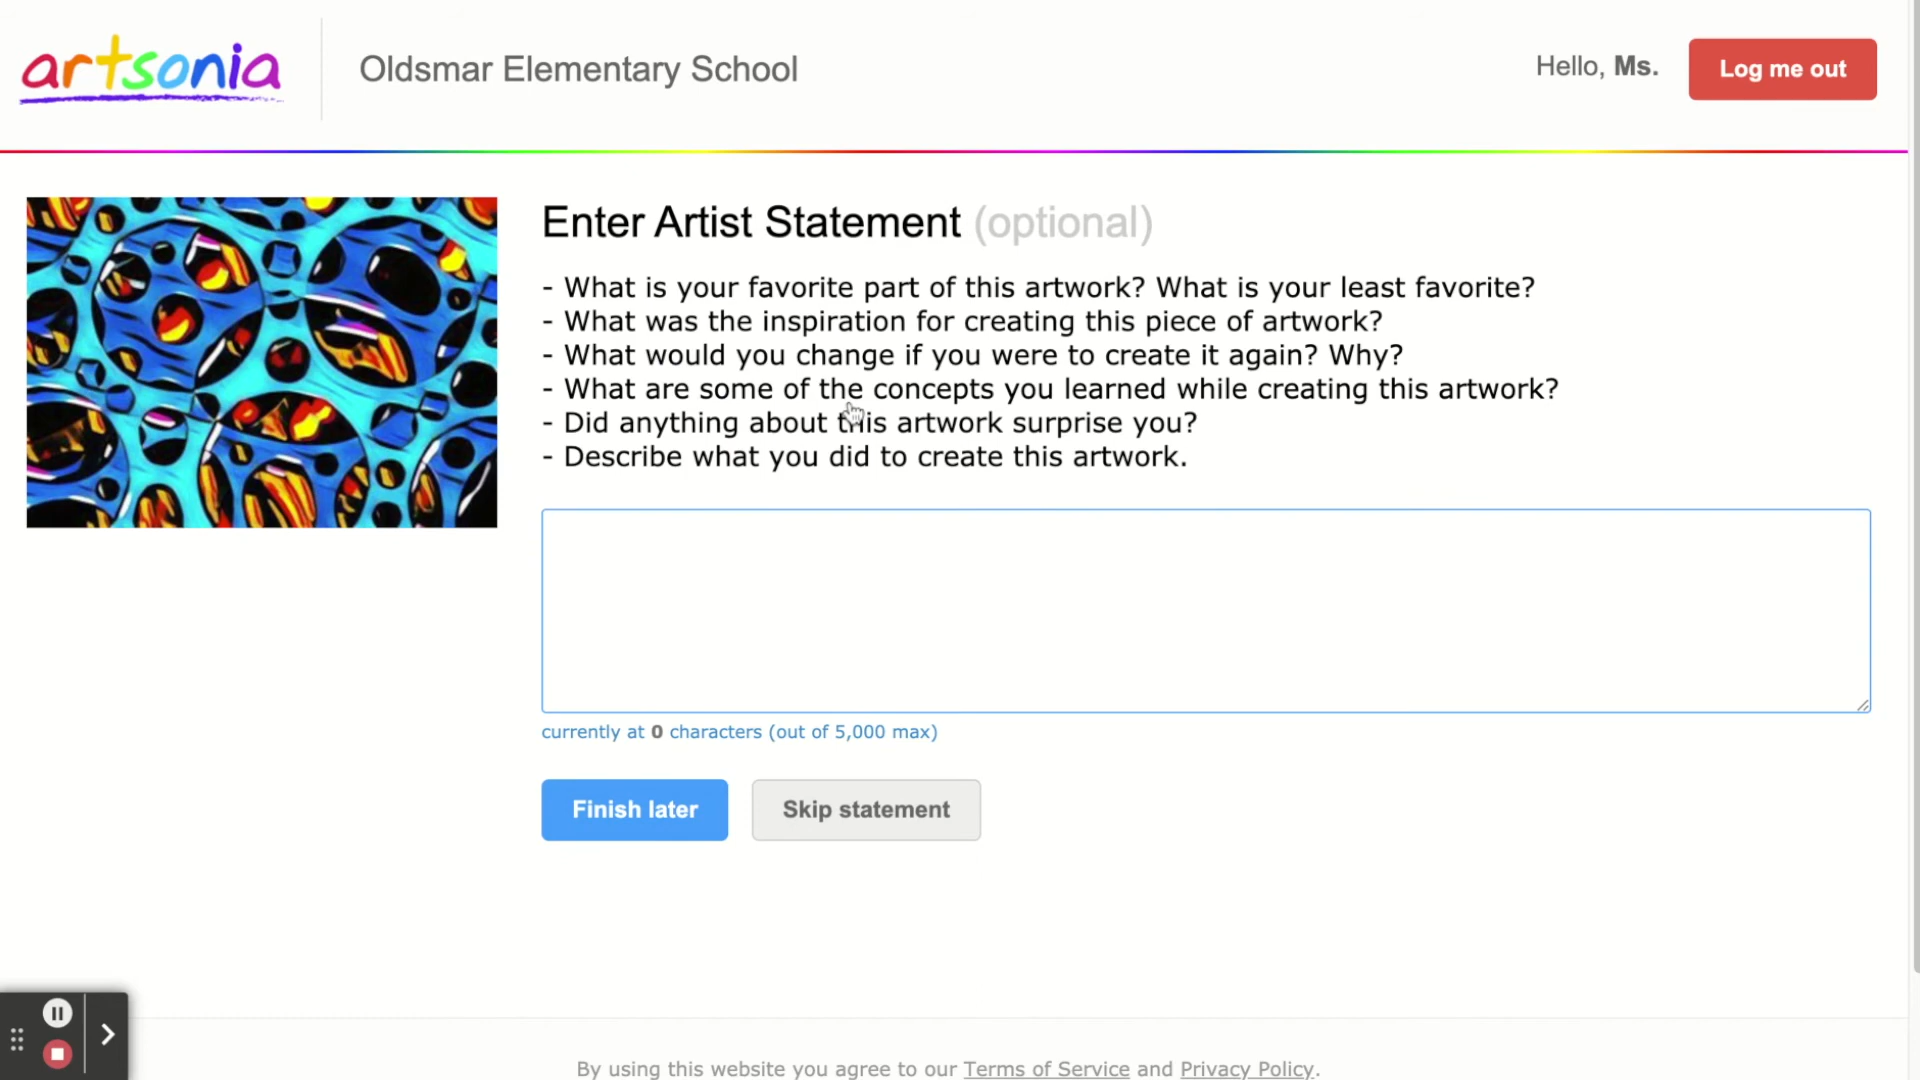 artsonia
Oldsmar Elementary School
Hello, Ms.
Log me out
Enter Artist Statement (optional)
- What is your favorite part of this artwork? What is your least favorite?
- What was the inspiration for creating this piece of artwork?
- What would you change if you were to create it again? Why?
- What are some of the concepts you learned while creating this artwork?
- Did anything about this artwork surprise you?
- Describe what you did to create this artwork.
currently at 0 characters (out of 5,000 max)
Finish later
Skip statement
By using this website you agree to our Terms of Service and Privacy Policy.